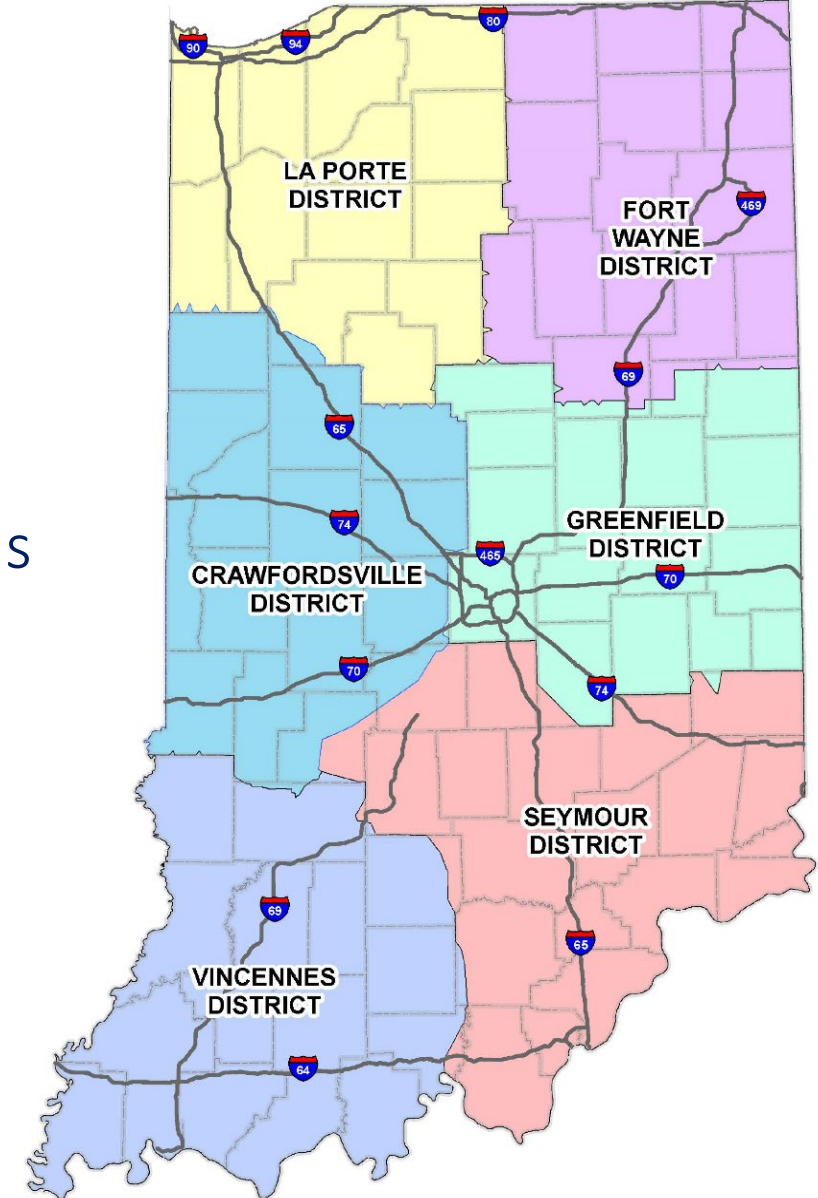 90
94
80
LA PORTE
DISTRICT
469
FORT
WAYNE
DISTRICT
69
65
74
465
GREENFIELD
DISTRICT
S
CRAWFORDSVILLE
DISTRICT
70
70
74
SEYMOUR
DISTRICT
69
65
VINCENNES
DISTRICT
64